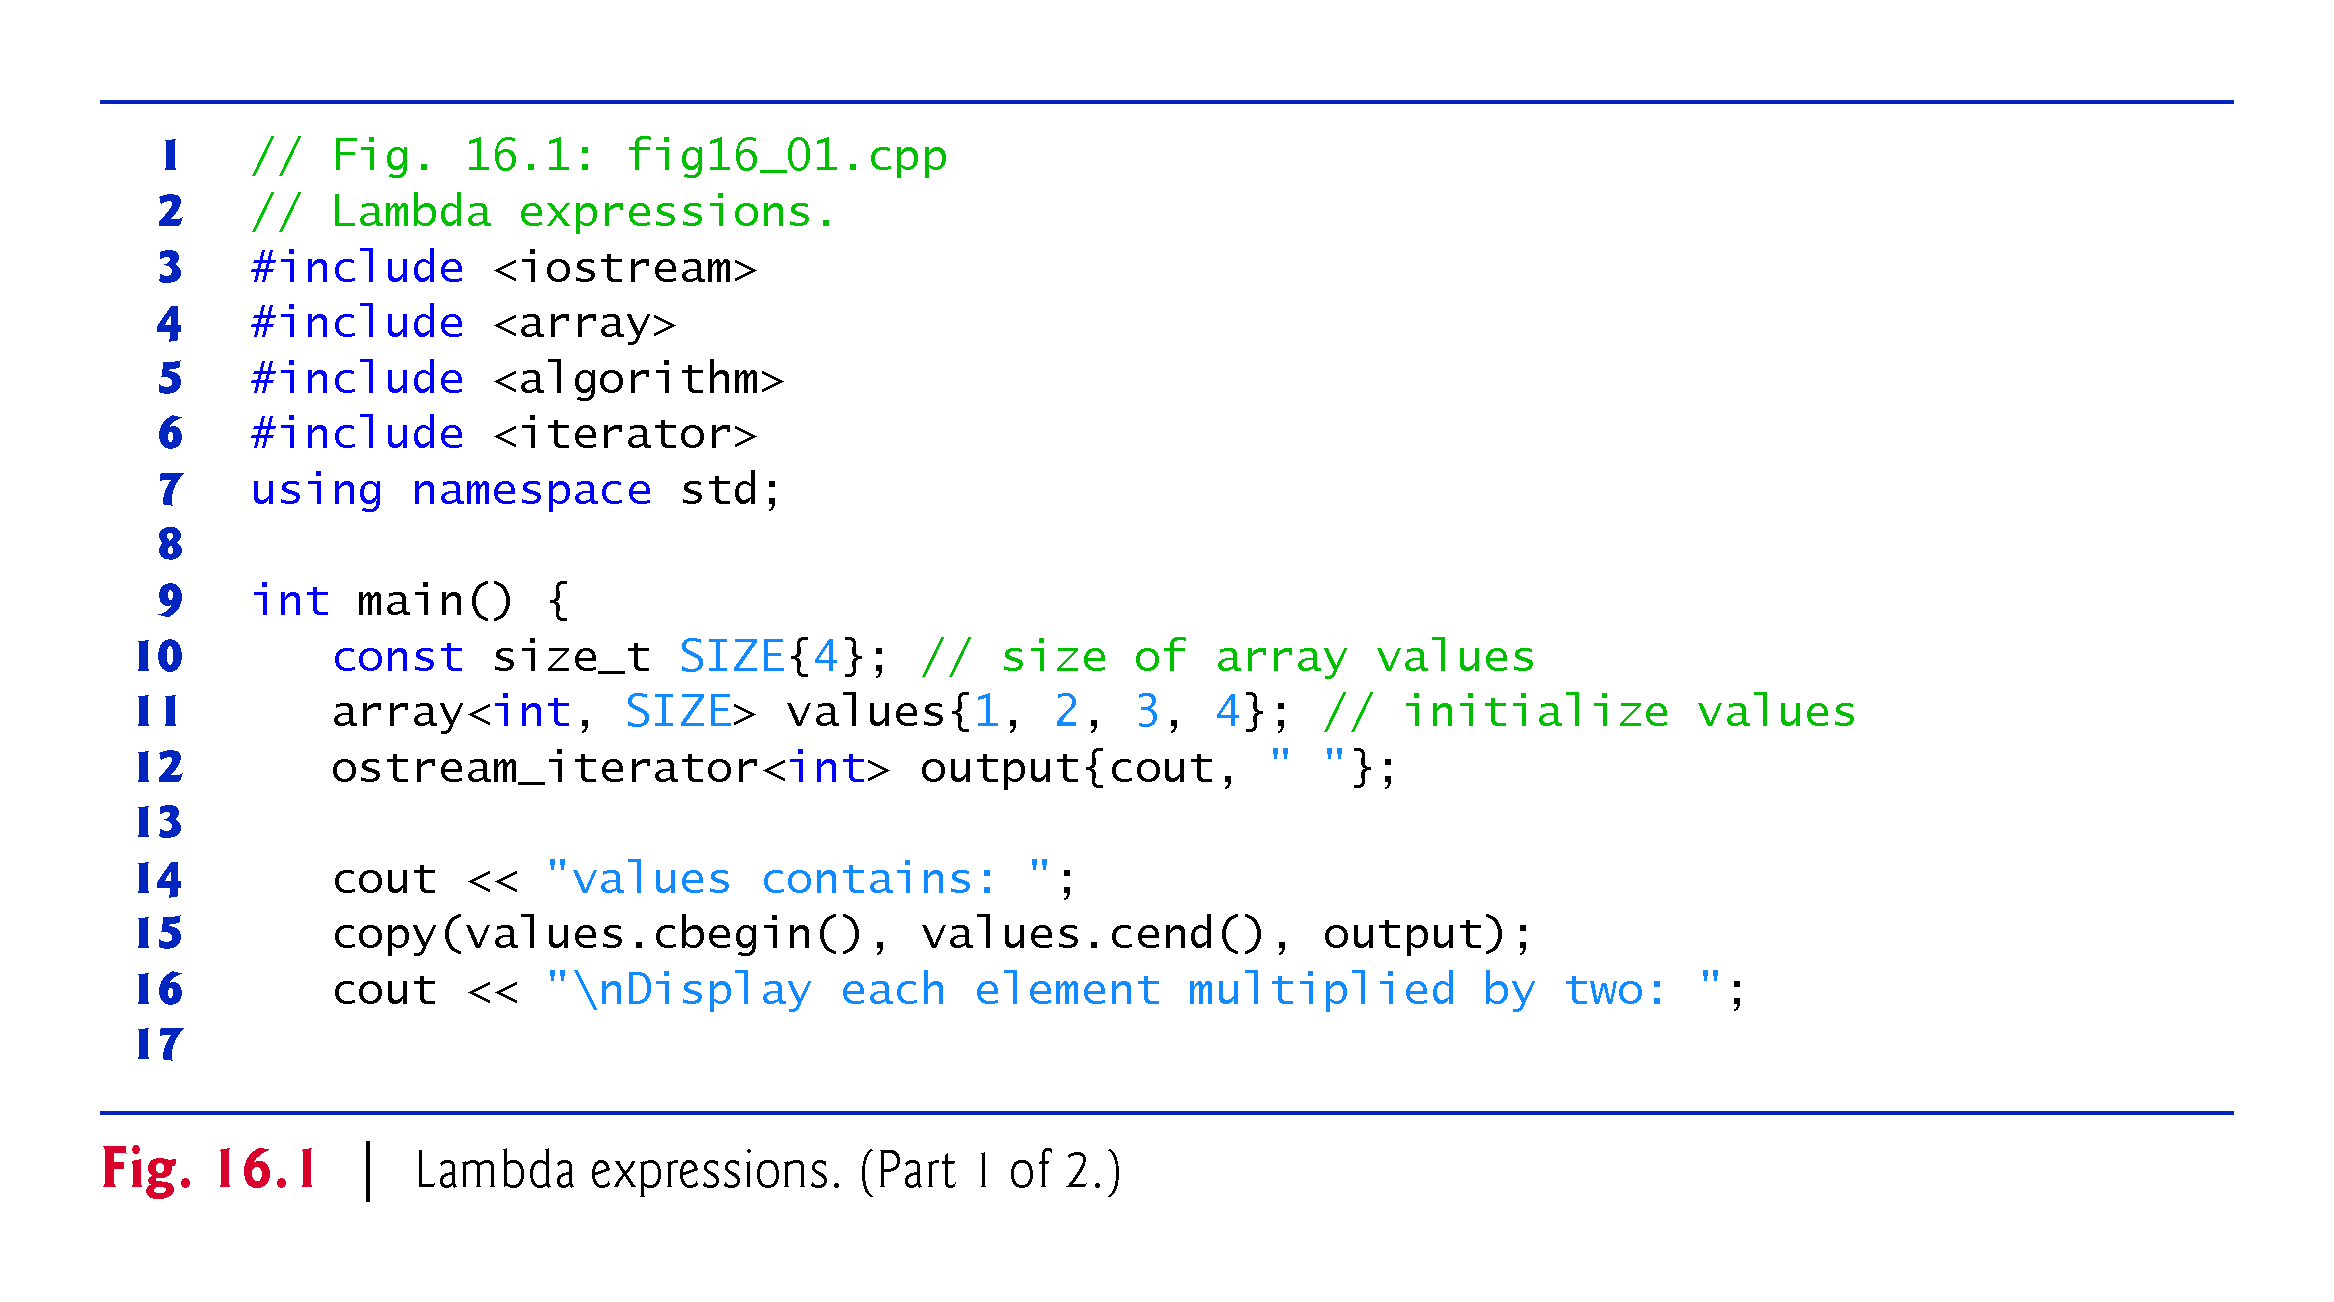 1 // Fig. 16.1: fig16_01.cpp
2 // Lambda expressions.
3 #include <iostream>
4 #include <array>
5 #include <algorithm>
6 #include <iterator>
7 using namespace std;
8
9 int main() {
10 const size_t SIZE{4}; // size of array values
11 array<int, SIZE> values{1, 2, 3, 4}; // initialize values
12 ostream_iterator<int> output{cout, " "};
13
14 cout << "values contains: ";
15 copy(values.cbegin(), values.cend(), output);
16 cout << "\nDisplay each element multiplied by two: ";
17
Fig. 16.1 | Lambda expressions. (Part 1 of 2.)